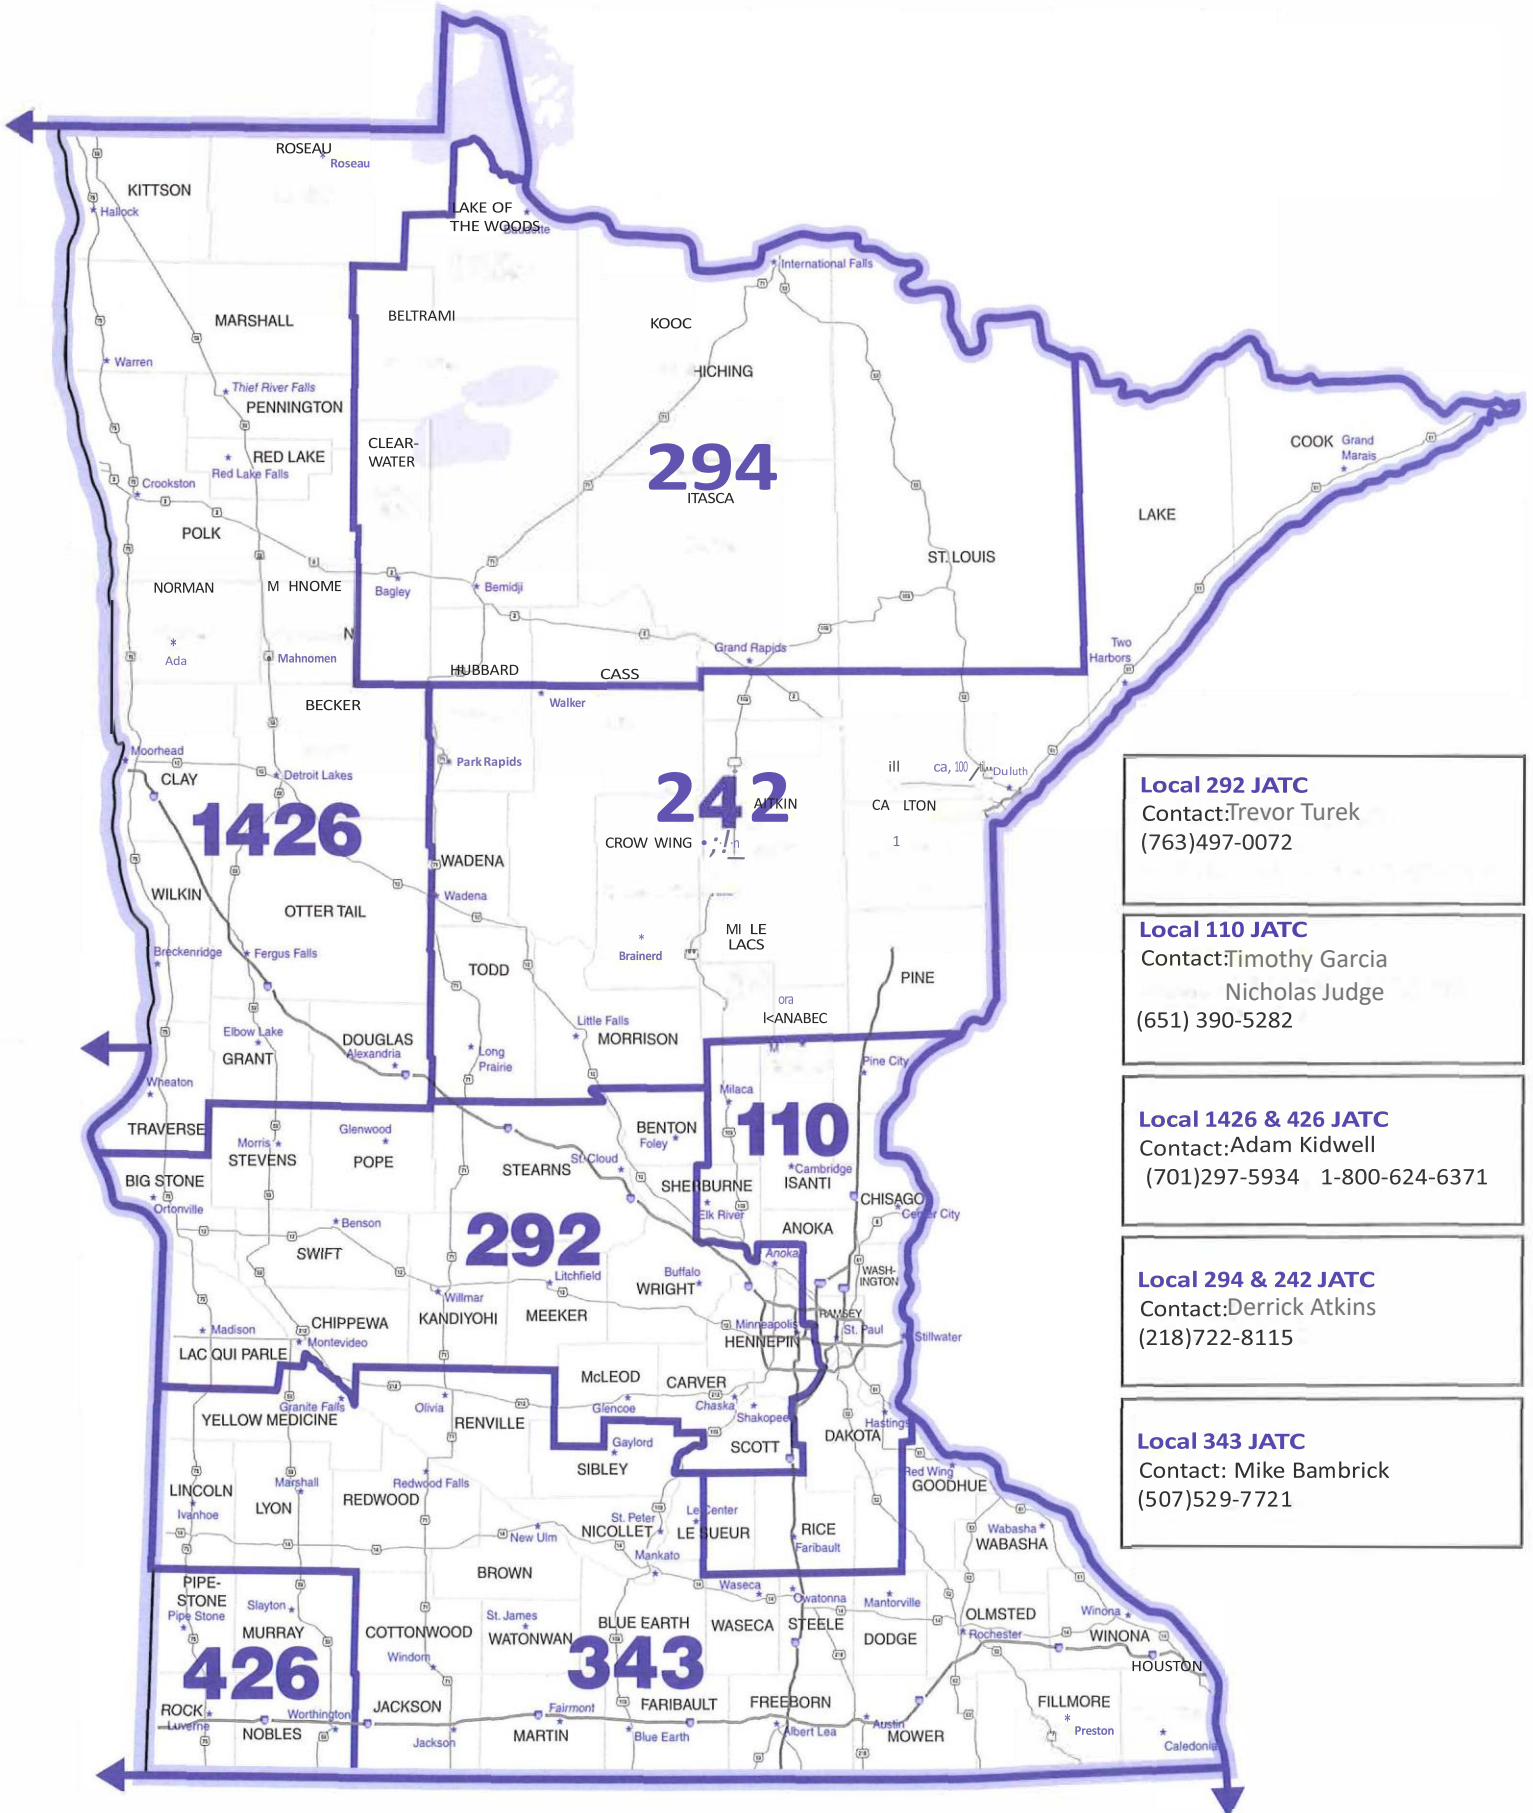 ROSEAU
Roseau
KITTSON
Hallock
LAKE OF
THE WOODS
Baudette
International Falls
MARSHALL
BELTRAMI
KOOC
HICHING
Warren
Thief River Falls
PENNINGTON
CLEAR-
WATER
RED LAKE
Red Lake Falls
294
ITASCA
COOK
Grand
Marais
Crookston
LAKE
POLK
ST. LOUIS
NORMAN
M HNOME
Bagley
Bemidji
N
Ada
Mahnomen
Grand Rapids
Two
Harbors
HUBBARD
CASS
Walker
BECKER
Moorhead
CLAY
Detroit Lakes
Park Rapids
ill
ca, 100
Duluth
242
AITKIN
CA LTON
1426
CROW WING
1
WADENA
Wadena
WILKIN
OTTER TAIL
MI LE
LACS
Breckenridge
Fergus Falls
Brainerd
TODD
PINE
ora
I<ANABEC
Elbow Lake
GRANT
DOUGLAS
Alexandria
Little Falls
MORRISON
Long
Prairie
M
Pine City
Wheaton
Milaca
TRAVERSE
Morris
STEVENS
Glenwood
POPE
BENTON
Foley
110
STEARNS
St. Cloud
Cambridge
ISANTI
BIG STONE
Ortonville
SHERBURNE
Elk River
CHISAGO
Center City
Benson
SWIFT
292
ANOKA
Anoka
Litchfield
Buffalo
WRIGHT
WASH-
INGTON
Willmar
KANDIYOHI
MEEKER
CHIPPEWA
Montevideo
Madison
LAC QUI PARLE
Minneapolis
HENNEPIN
RAMSEY
St. Paul
Stillwater
McLEOD
Glencoe
CARVER
Chaska
Shakopee
Granite Falls
YELLOW MEDICINE
Olivia
RENVILLE
Hastings
DAKOTA
SCOTT
Gaylord
SIBLEY
Red Wing
GOODHUE
LINCOLN
Ivanhoe
Marshall
LYON
REDWOOD
Redwood Falls
New Ulm
St. Peter
NICOLLET
Le Center
LE SUEUR
RICE
Faribault
Wabasha
WABASHA
Mankato
BROWN
PIPE-
STONE
Pipe Stone
Slayton
MURRAY
426
COTTONWOOD
Windom
St. James
WATONWAN
BLUE EARTH
343
Waseca
WASECA
Owatonna
STEELE
Mantorville
DODGE
OLMSTED
Rochester
Winona
WINONA
HOUSTON
ROCK
Luverne
Worthington
NOBLES
JACKSON
Jackson
Fairmont
MARTIN
FARIBAULT
Blue Earth
FREEBORN
Albert Lea
Austin
MOWER
FILLMORE
Preston
Caledonia
Local 292 JATC
Contact:Trevor Turek
(763)497-0072
Local 110 JATC
Contact:Timothy Garcia
Nicholas Judge
(651) 390-5282
Local 1426 & 426 JATC
Contact:Adam Kidwell
(701)297-5934 1-800-624-6371
Local 294 & 242 JATC
Contact:Derrick Atkins
(218)722-8115
Local 343 JATC
Contact: Mike Bambrick
(507)529-7721